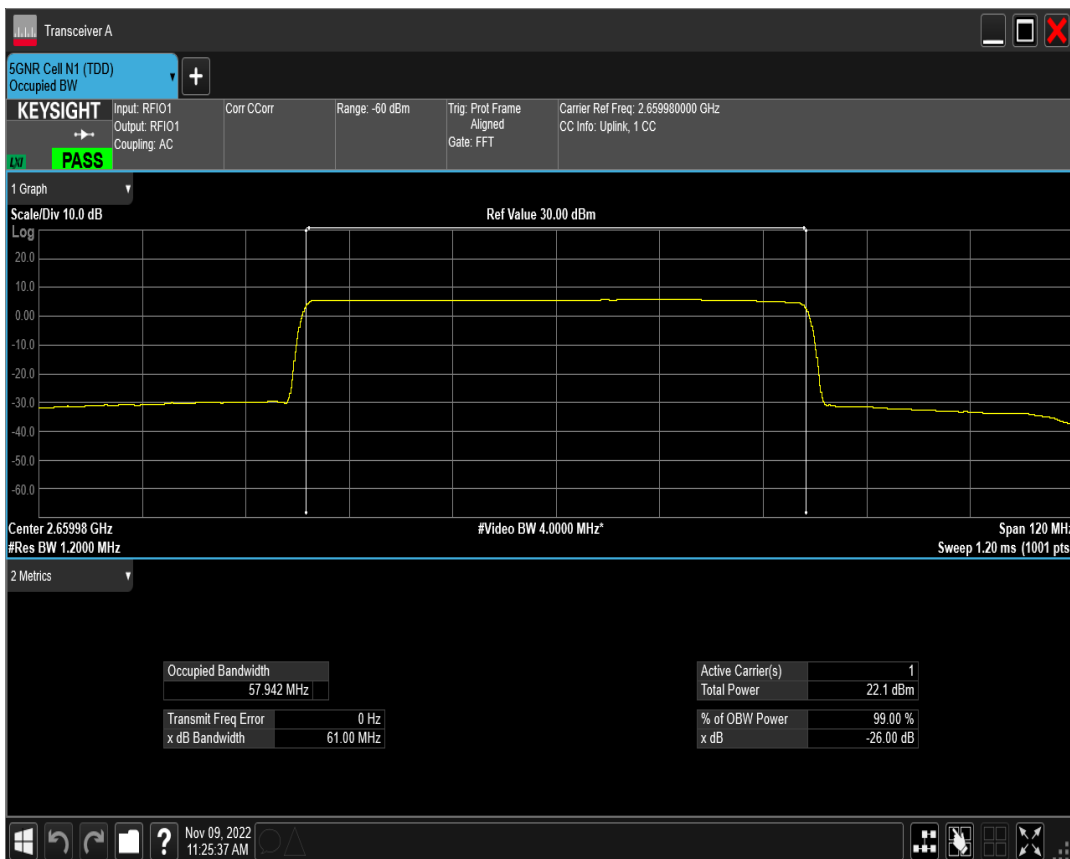 Transceiver A
5GNR Cell N1 (TDD)
Occupied BW
+
KEYSIGHT
LXI
PASS
Input: RFIO1
Output: RFIO1
Coupling: AC
Corr CCorr
Range: -60 dBm
Trig: Prot Frame
Aligned
Gate: FFT
Carrier Ref Freq: 2.659980000 GHz
CC Info: Uplink, 1 CC
1 Graph
Scale/Div 10.0 dB
Ref Value 30.00 dBm
Log
20.0
10.0
0.00
-10.0
-20.0
-30.0
-40.0
-50.0
-60.0
Center 2.65998 GHz
#Video BW 4.0000 MHz*
Span 120 MHz
#Res BW 1.2000 MHz
Sweep 1.20 ms (1001 pts
2 Metrics
Occupied Bandwidth
57.942 MHz
Transmit Freq Error 0 Hz
x dB Bandwidth 61.00 MHz
Active Carrier(s) 1
Total Power 22.1 dBm
% of OBW Power 99.00 %
x dB -26.00 dB
?
Nov 09, 2022
11:25:37 AM